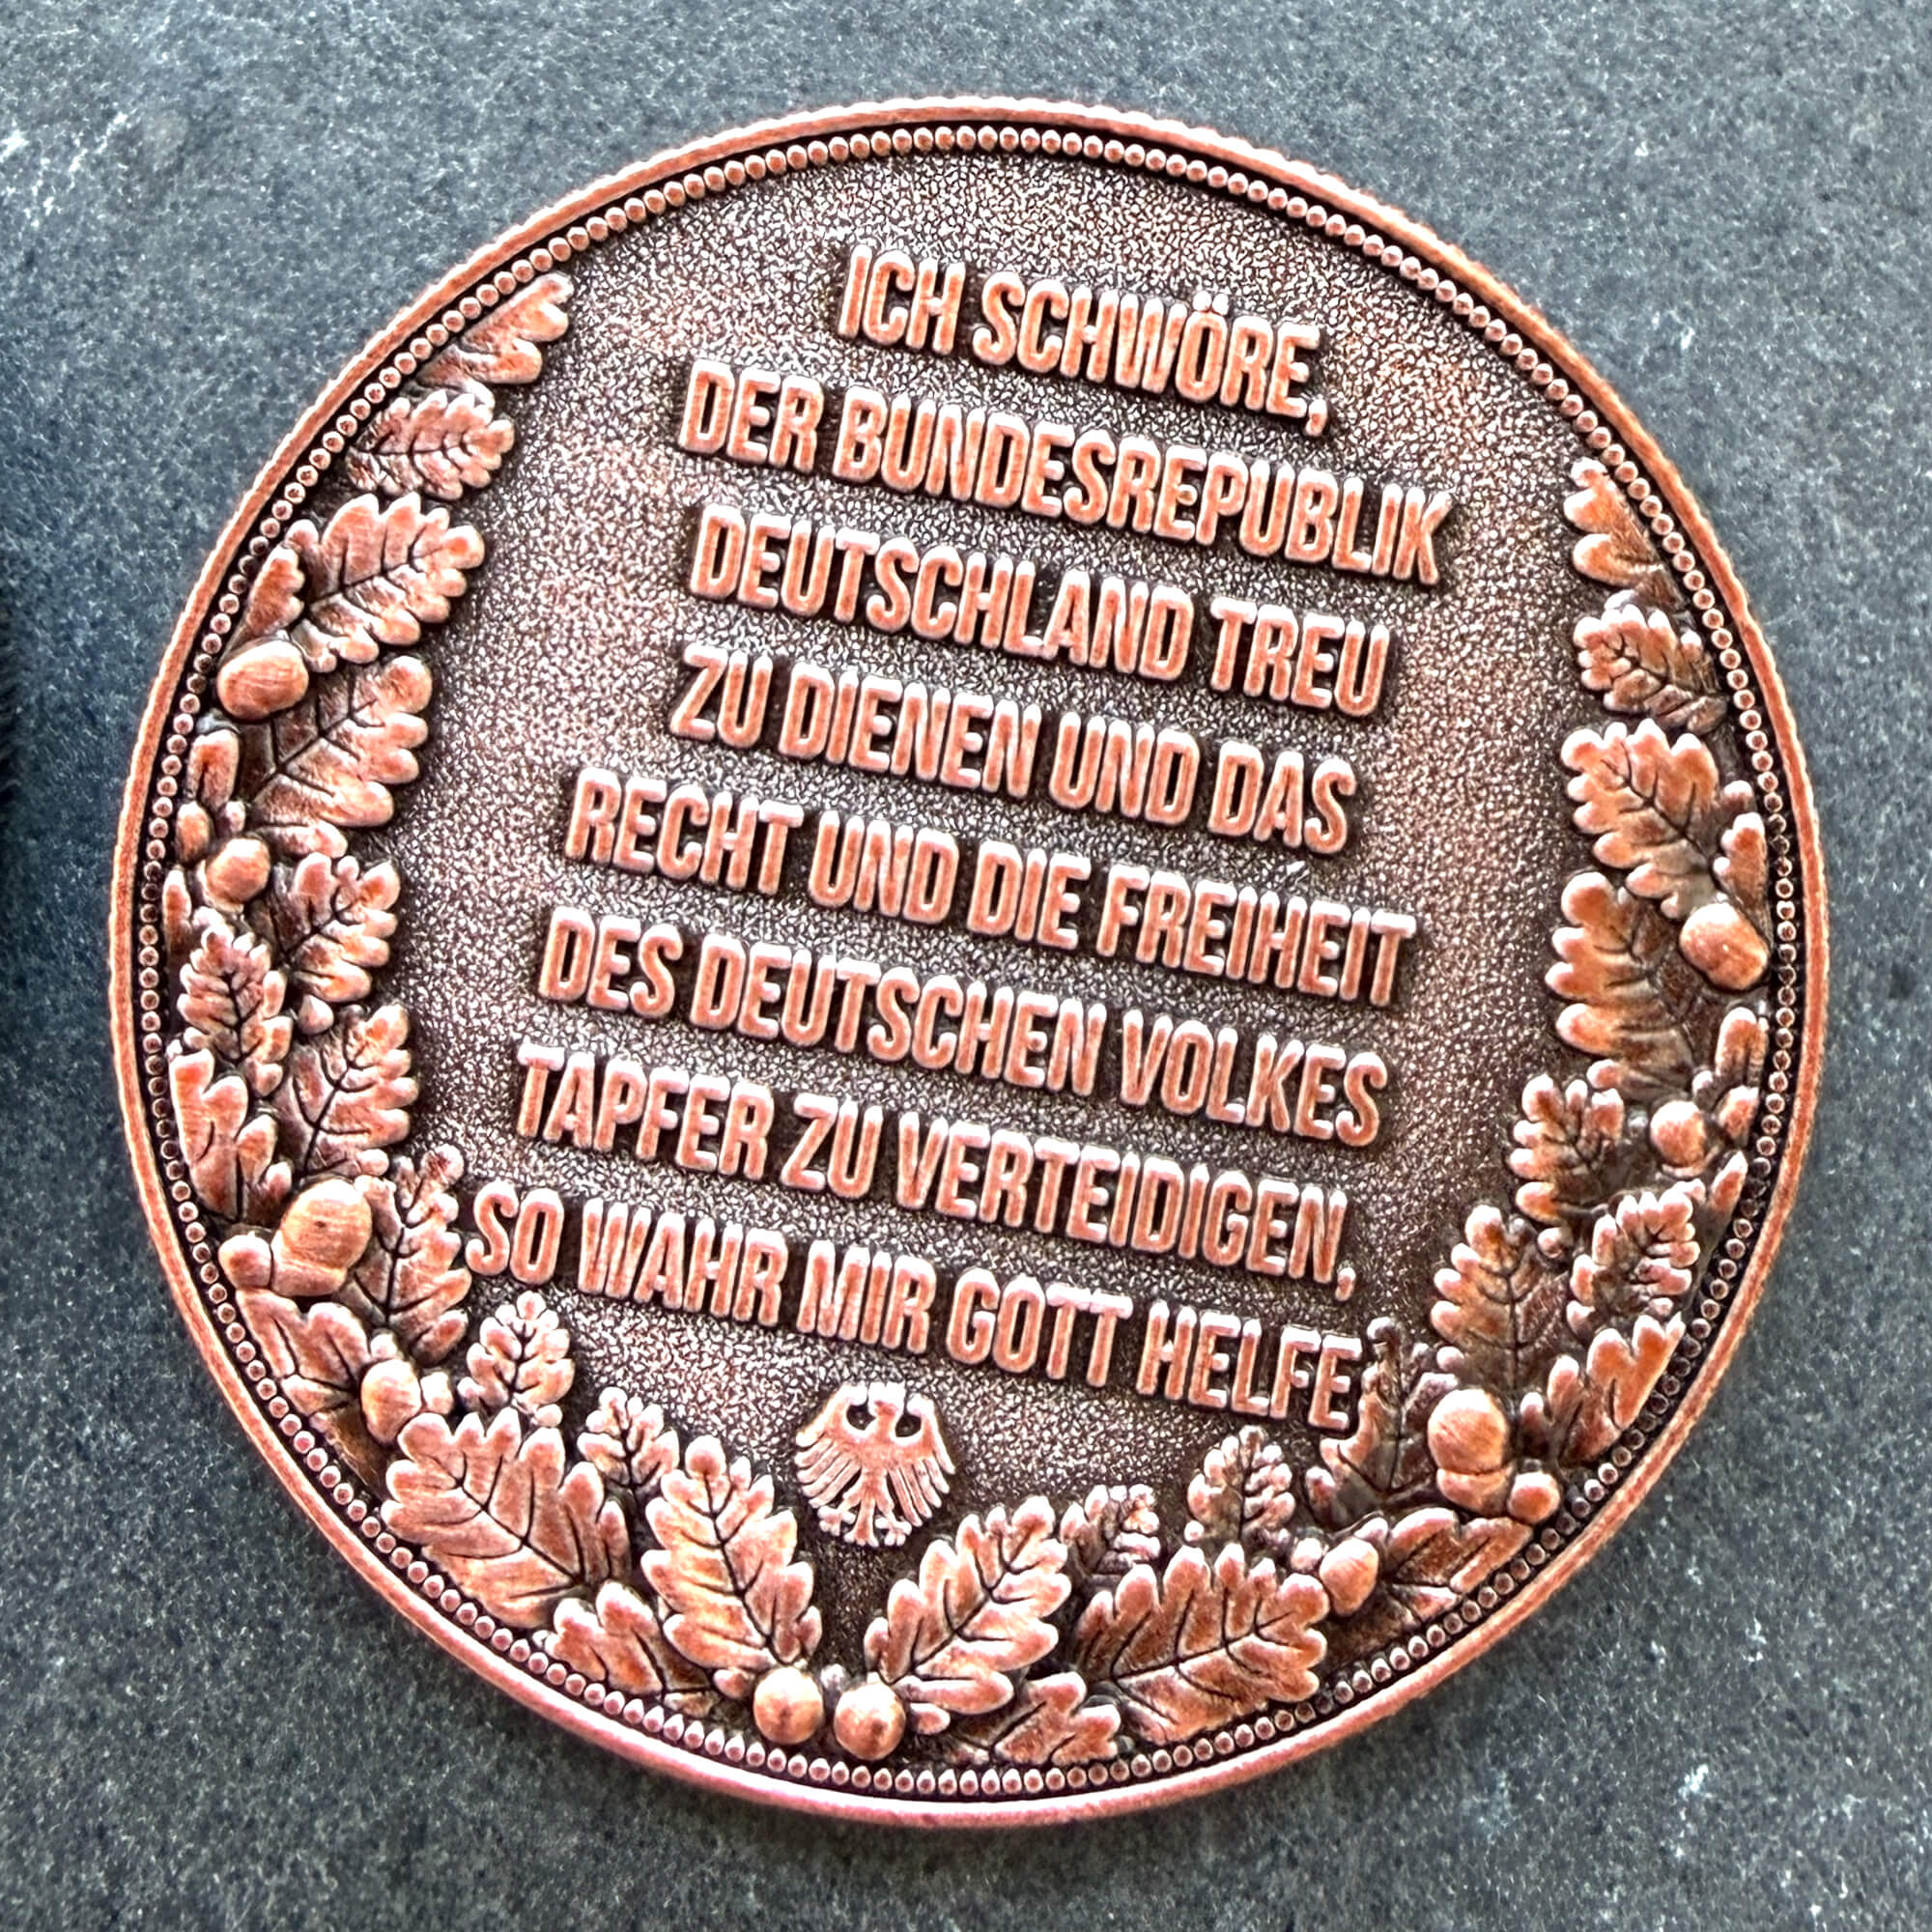 ICH SCHWÖRE,
DER BUNDESREPUBLIK
DEUTSCHLAND TREU
ZU DIENEN UND DAS
RECHT UND DIE FREIHEIT
DES DEUTSCHEN VOLKES
TAPFER ZU VERTEIDIGEN,
SO WAHR MIR GOTT HELFE